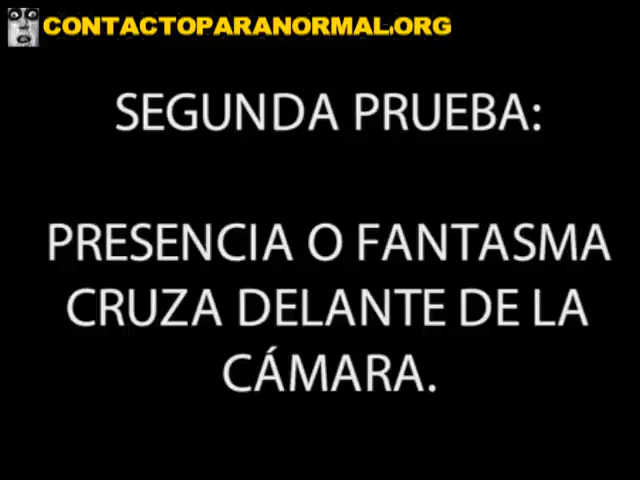 CONTACTOPARANORMAL.ORG
SEGUNDA PRUEBA:
PRESENCIA O FANTASMA
CRUZA DELANTE DE LA
CÁMARA.